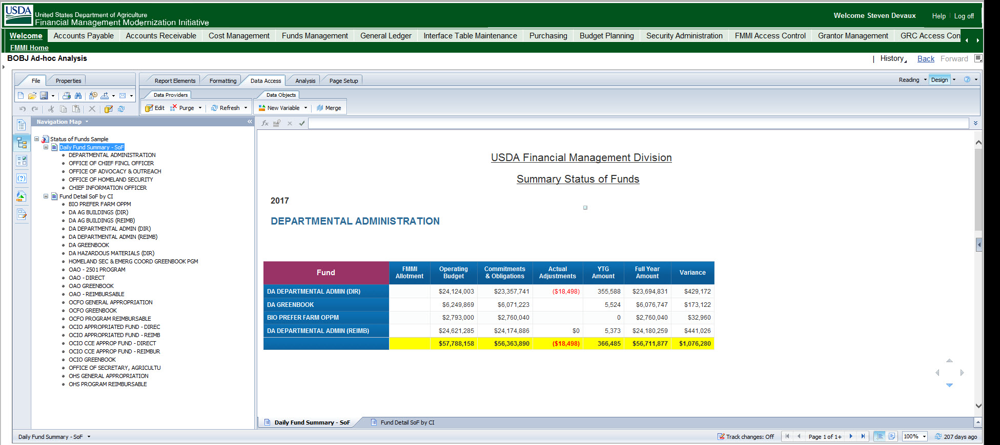 USDA
United States Department of Agriculture
Financial Management Modernization Initiative
Welcome Steven Devaux Help Log off
Welcome Accounts Payable Accounts Receivable Cost Management Funds Management General Ledger Interface Table Maintenance Purchasing Budget Planning Security Administration FMMI Access Control Grantor Management GRC Access Con
FMMI Home
BOBJ Ad-hoc Analysis
History Back Forward
File Properties
Report Elements Formatting Data Access Analysis Page Setup
Reading Design
Data Providers Data Objects
Edit Purge Refresh New Variable Merge
Navigation Map
Status of Funds Sample
Daily Fund Summary - SoF
DEPARTMENTAL ADMINISTRATION
OFFICE OF CHIEF FINCL OFFICER
OFFICE OF ADVOCACY & OUTREACH
OFFICE OF HOMELAND SECURITY
CHIEF INFORMATION OFFICER
Fund Detail SoF by CI
BIO PREFER FARM OPPM
DA AG BUILDINGS (DIR)
DA AG BUILDINGS (REIMB)
DA DEPARTMENTAL ADMIN (DIR)
DA DEPARTMENTAL ADMIN (REIMB)
DA GREENBOOK
DA HAZARDOUS MATERIALS (DIR)
HOMELAND SEC & EMERG COORD GREENBOOK PGM
OAO - 2501 PROGRAM
OAO - DIRECT
OAO GREENBOOK
OAO - REIMBURSABLE
OCFO GENERAL APPROPRIATION
OCFO GREENBOOK
OCFO PROGRAM REIMBURSABLE
OCIO APPROPRIATED FUND - DIREC
OCIO APPROPRIATED FUND - REIMB
OCIO CCE APPROP FUND - DIRECT
OCIO CCE APPROP FUND - REIMBUR
OCIO GREENBOOK
OFFICE OF SECRETARY, AGRICULTU
OHS GENERAL APPROPRIATION
OHS PROGRAM REIMBURSABLE
fx
USDA Financial Management Division
Summary Status of Funds
2017
DEPARTMENTAL ADMINISTRATION
Fund FMMI Allotment Operating Budget Commitments & Obligations Actual Adjustments YTG Amount Full Year Amount Variance
DA DEPARTMENTAL ADMIN (DIR) $24,124,003 $23,357,741 ($18,498) 355,588 $23,694,831 $429,172
DA GREENBOOK $6,249,869 $6,071,223 5,524 $6,076,747 $173,122
BIO PREFER FARM OPPM $2,793,000 $2,760,040 0 $2,760,040 $32,960
DA DEPARTMENTAL ADMIN (REIMB) $24,621,285 $24,174,886 $0 5,373 $24,180,259 $441,026
$57,788,158 $56,363,890 ($18,498) 366,485 $56,711,877 $1,076,280
Daily Fund Summary - SoF Fund Detail SoF by CI
Daily Fund Summary - SoF
Track changes: Off Page 1 of 1+ 100% 207 days ago